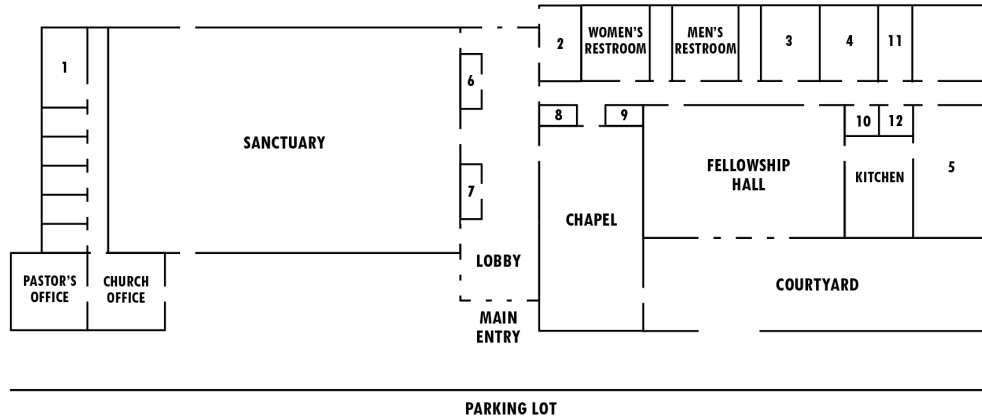 2
WOMEN'S
RESTROOM
MEN'S
RESTROOM
3
4
11
1
6
SANCTUARY
8
9
10
12
FELLOWSHIP
HALL
KITCHEN
5
7
CHAPEL
LOBBY
PASTOR'S
OFFICE
CHURCH
OFFICE
COURTYARD
MAIN
ENTRY
PARKING LOT